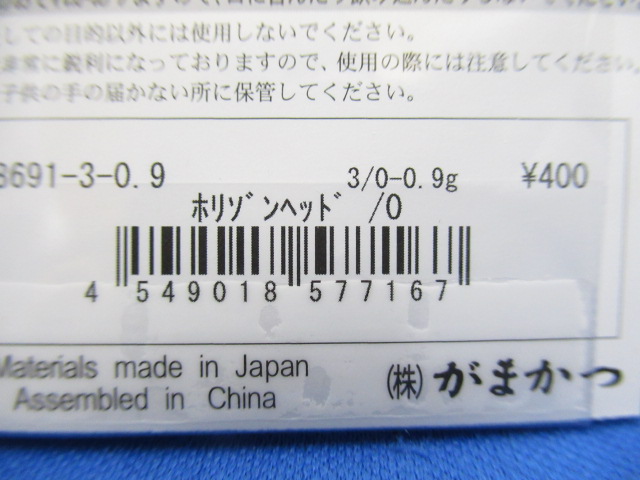 しての目的以外には使用しないでください。
非常に鋭利になっておりますので、使用の際には注意してください。
子供の手の届かない所に保管してください。
8691-3-0.9 3/0-0.9g ¥400
ホリゾンヘッド /0
4 549018 577167
Materials made in Japan
Assembled in China
(株)がまかつ